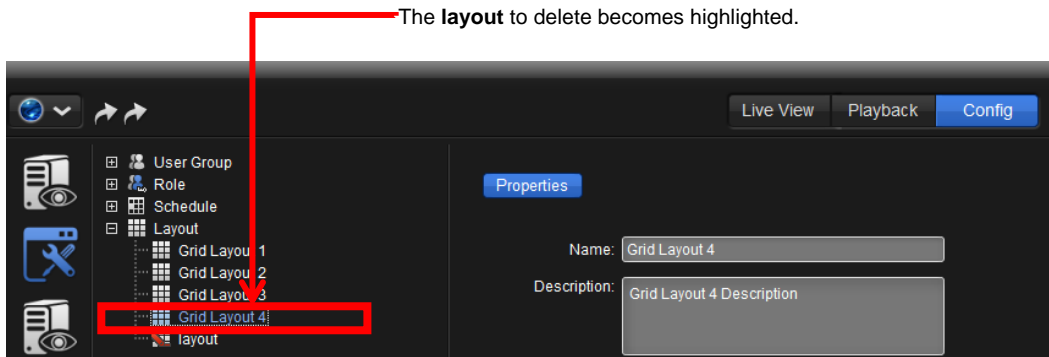 The layout to delete becomes highlighted.
Live View Playback Config
User Group
Role
Schedule
Layout
Grid Layout 1
Grid Layout 2
Grid Layout 3
Grid Layout 4
layout
Properties
Name: Grid Layout 4
Description: Grid Layout 4 Description